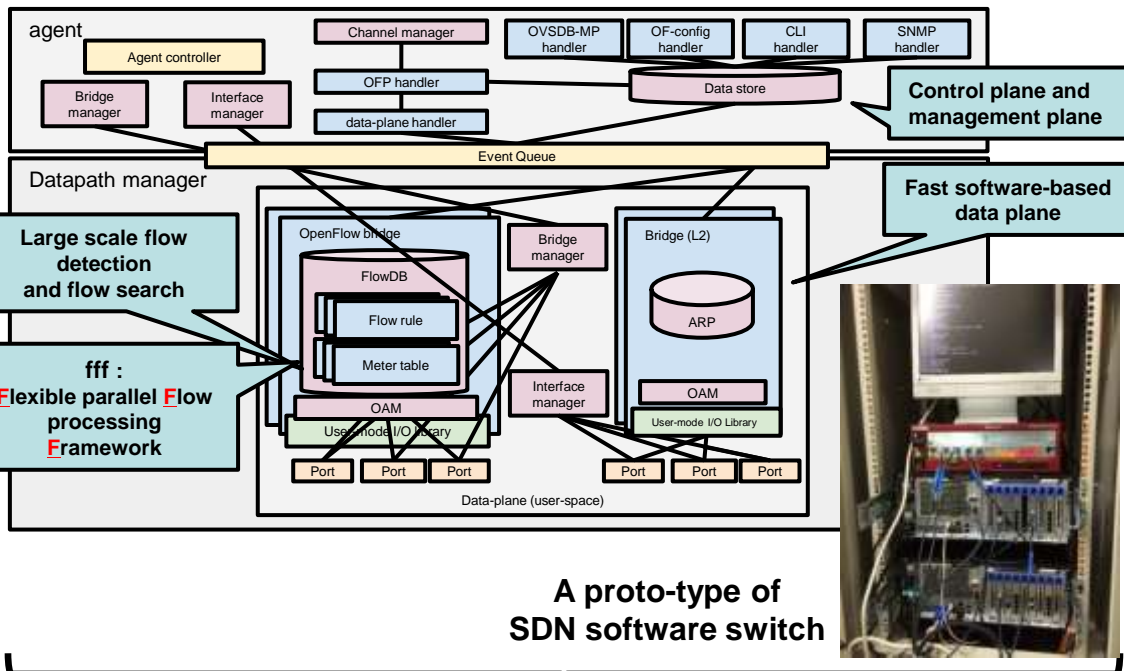 agent
Channel manager
OVSDB-MP
handler
OF-config
handler
CLI
handler
SNMP
handler
Agent controller
OFP handler
Data store
Bridge
manager
Interface
manager
data-plane handler
Control plane and
management plane
Event Queue
Datapath manager
Fast software-based
data plane
Large scale flow
detection
and flow search
OpenFlow bridge
Bridge
manager
Bridge (L2)
FlowDB
Flow rule
ARP
Meter table
fff :
Flexible parallel Flow
processing
Framework
Interface
manager
OAM
OAM
User-mode I/O Library
User-mode I/O Library
Port
Port
Port
Port
Port
Port
Data-plane (user-space)
A proto-type of
SDN software switch